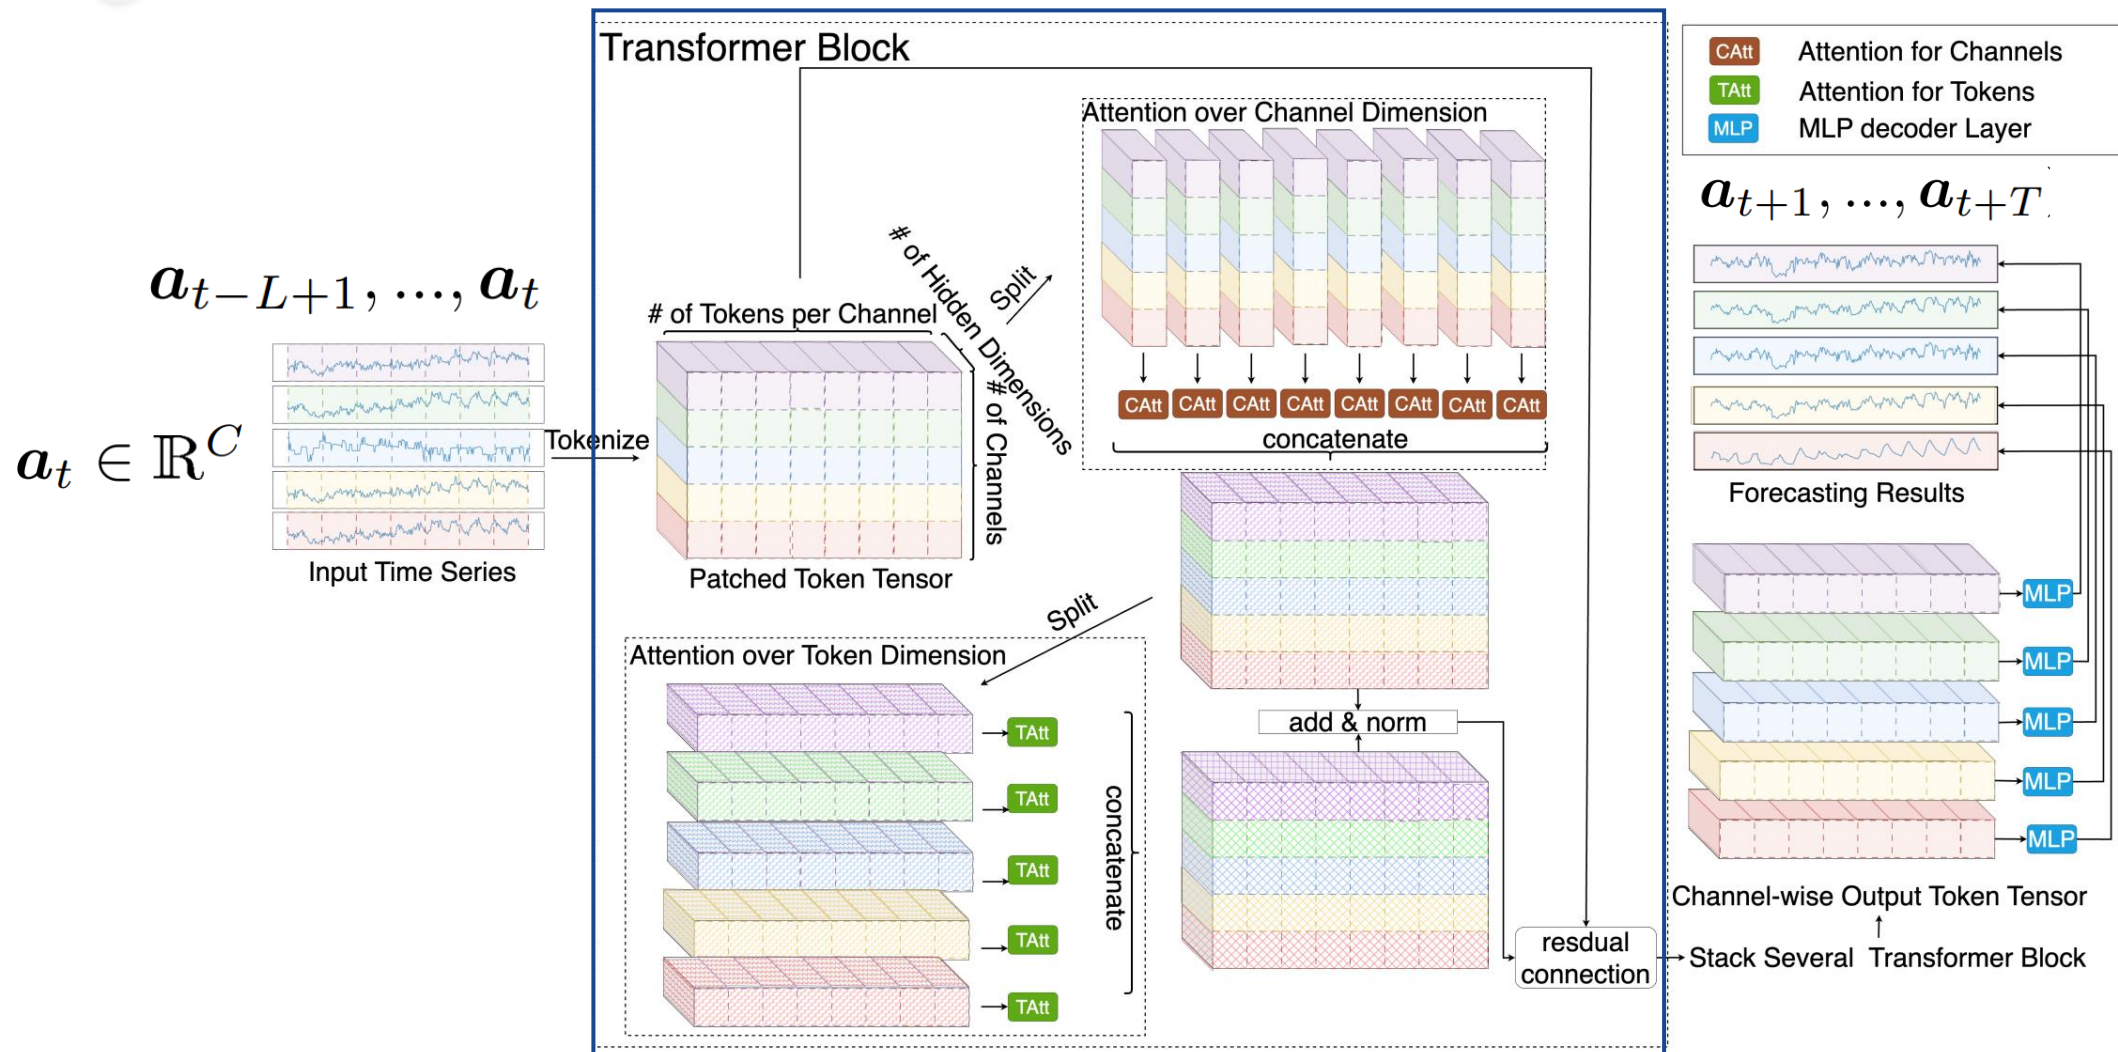 Transformer Block
CAtt Attention for Channels
TAtt Attention for Tokens
MLP MLP decoder Layer
a_{t-L+1}, ..., a_t
a_t ∈ ℝ^C
Input Time Series
Tokenize
# of Tokens per Channel
# of Hidden Dimensions
# of Channels
Patched Token Tensor
Split
Attention over Channel Dimension
CAtt CAtt CAtt CAtt CAtt CAtt CAtt CAtt
concatenate
Split
Attention over Token Dimension
TAtt
TAtt
TAtt
TAtt
TAtt
concatenate
add & norm
resdual
connection
a_{t+1}, ..., a_{t+T}
Forecasting Results
MLP
MLP
MLP
MLP
MLP
Channel-wise Output Token Tensor
Stack Several Transformer Block